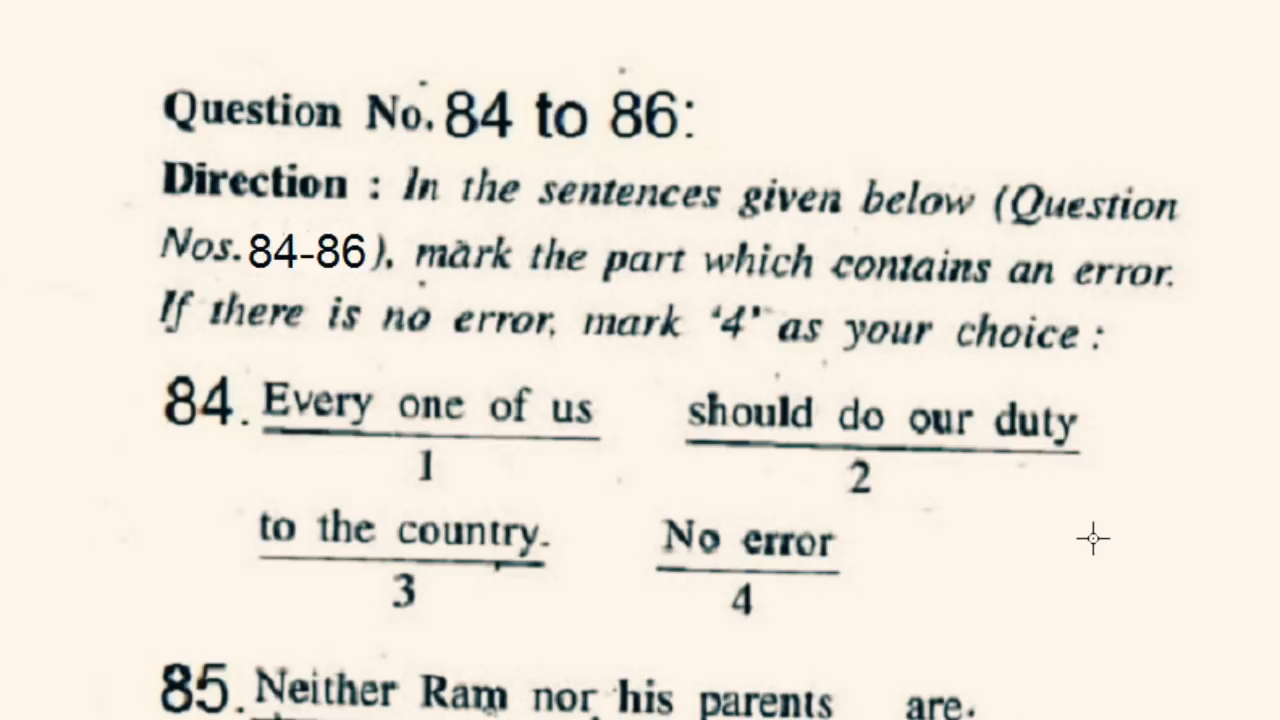 Question No. 84 to 86:
Direction : In the sentences given below (Question
Nos. 84-86), mark the part which contains an error.
If there is no error, mark '4' as your choice :
84. Every one of us should do our duty
1 2
to the country. No error
3 4
85. Neither Ram nor his parents are.